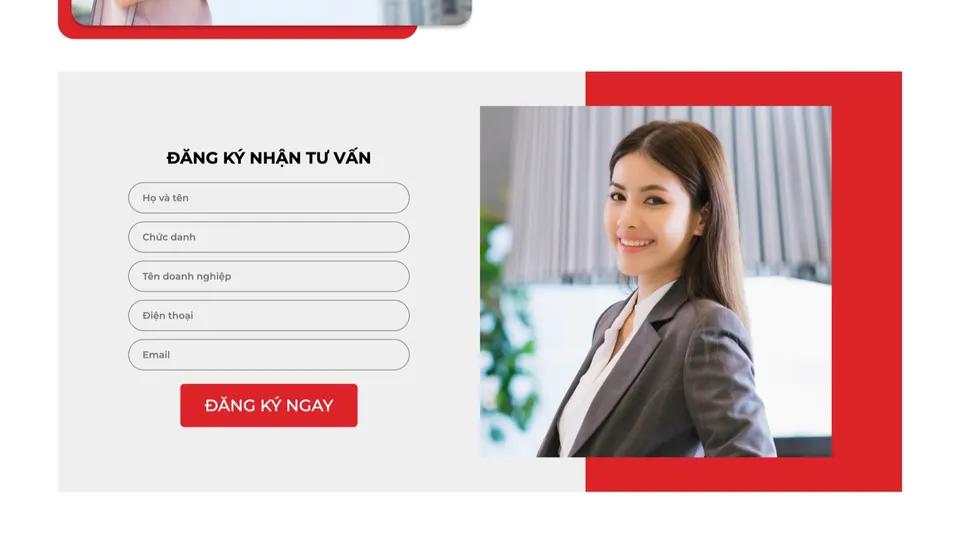 ĐĂNG KÝ NHẬN TƯ VẤN
Họ và tên
Chức danh
Tên doanh nghiệp
Điện thoại
Email
ĐĂNG KÝ NGAY